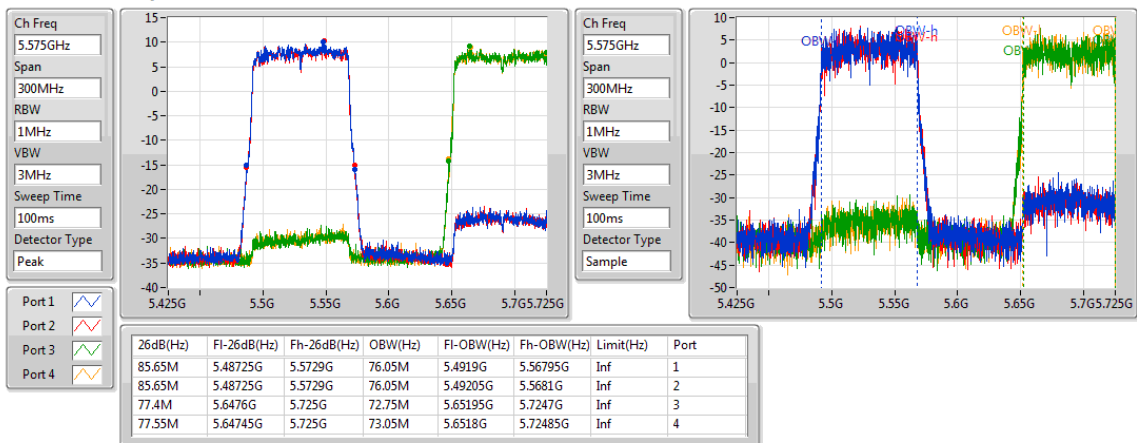 Ch Freq
5.575GHz
Span
300MHz
RBW
1MHz
VBW
3MHz
Sweep Time
100ms
Detector Type
Peak
15
10
5
0
-5
-10
-15
-20
-25
-30
-35
-40
5.425G 5.5G 5.55G 5.6G 5.65G 5.7G 5.725G
Ch Freq
5.575GHz
Span
300MHz
RBW
1MHz
VBW
3MHz
Sweep Time
100ms
Detector Type
Sample
OBW-h
10
5
0
-5
-10
-15
-20
-25
-30
-35
-40
-45
-50
5.425G 5.5G 5.55G 5.6G 5.65G 5.7G 5.725G
Port 1
Port 2
Port 3
Port 4
26dB(Hz) Fl-26dB(Hz) Fh-26dB(Hz) OBW(Hz) Fl-OBW(Hz) Fh-OBW(Hz) Limit(Hz) Port
85.65M 5.48725G 5.5729G 76.05M 5.4919G 5.56795G Inf 1
85.65M 5.48725G 5.5729G 76.05M 5.49205G 5.5681G Inf 2
77.4M 5.6476G 5.725G 72.75M 5.65195G 5.7247G Inf 3
77.55M 5.64745G 5.725G 73.05M 5.6518G 5.72485G Inf 4